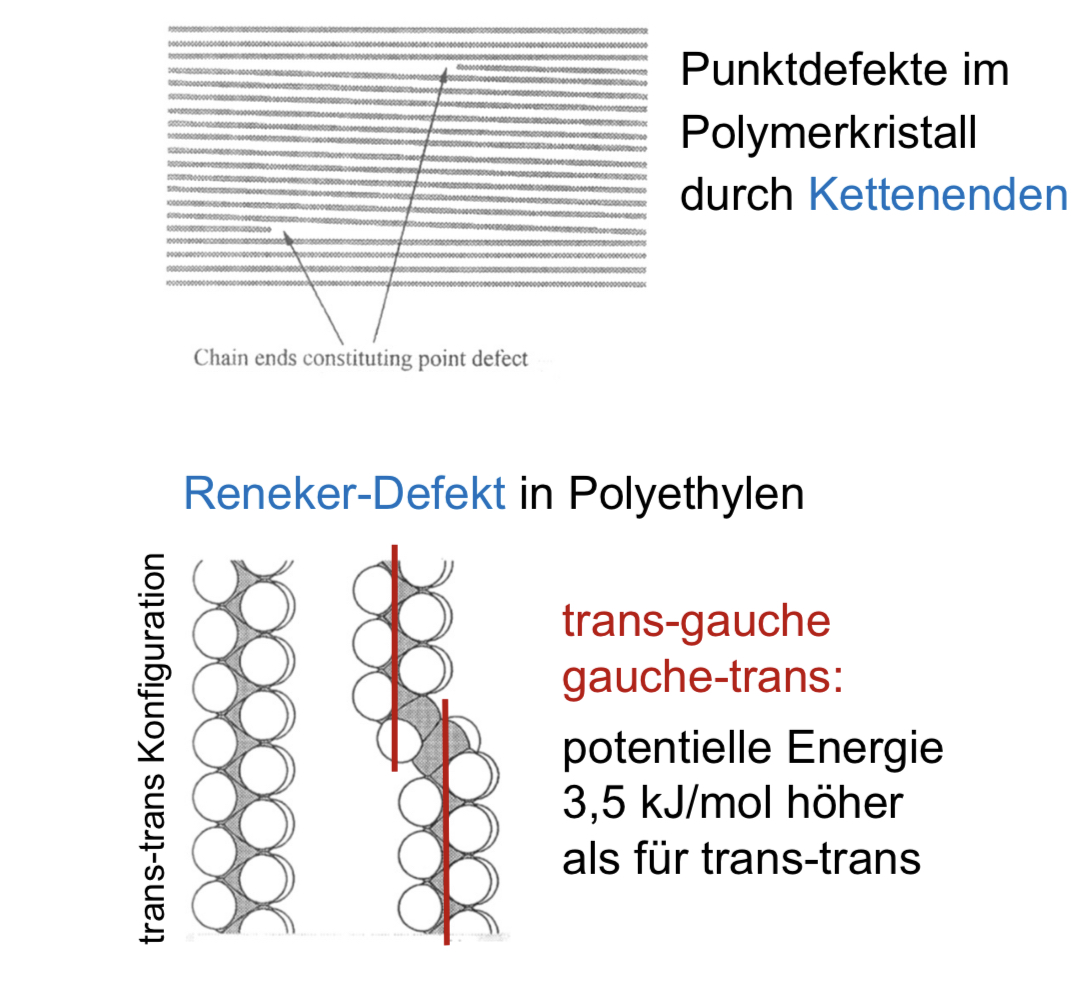 Punktdefekte im
Polymerkristall
durch Kettenenden
Chain ends constituting point defect
Reneker-Defekt in Polyethylen
trans-trans Konfiguration
trans-gauche
gauche-trans:
potentielle Energie
3,5 kJ/mol höher
als für trans-trans